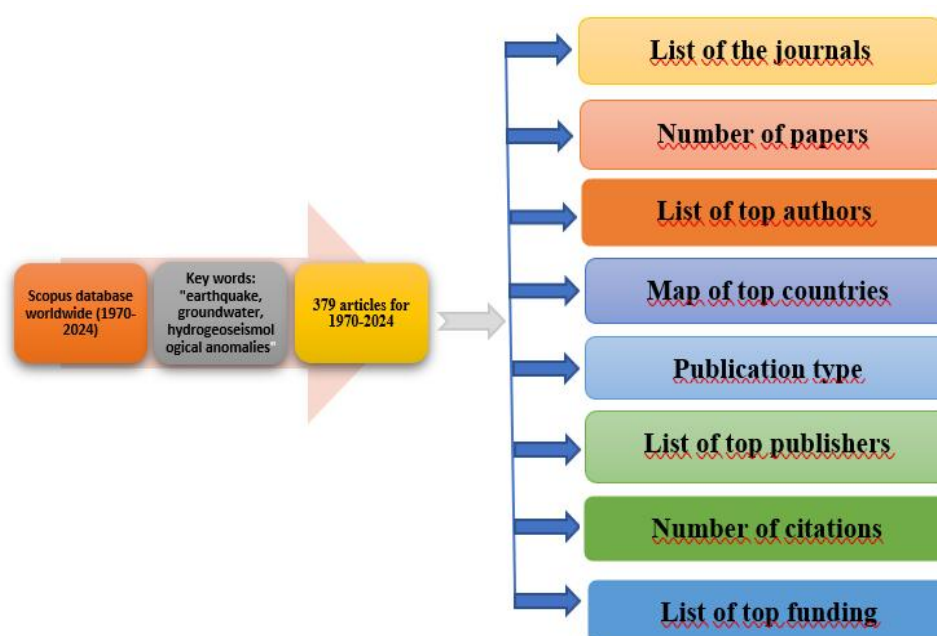 Scopus database
worldwide (1970-
2024)
Key words:
"earthquake,
groundwater,
hydrogeoseismol
ogical anomalies"
379 articles for
1970-2024
List of the journals
Number of papers
List of top authors
Map of top countries
Publication type
List of top publishers
Number of citations
List of top funding